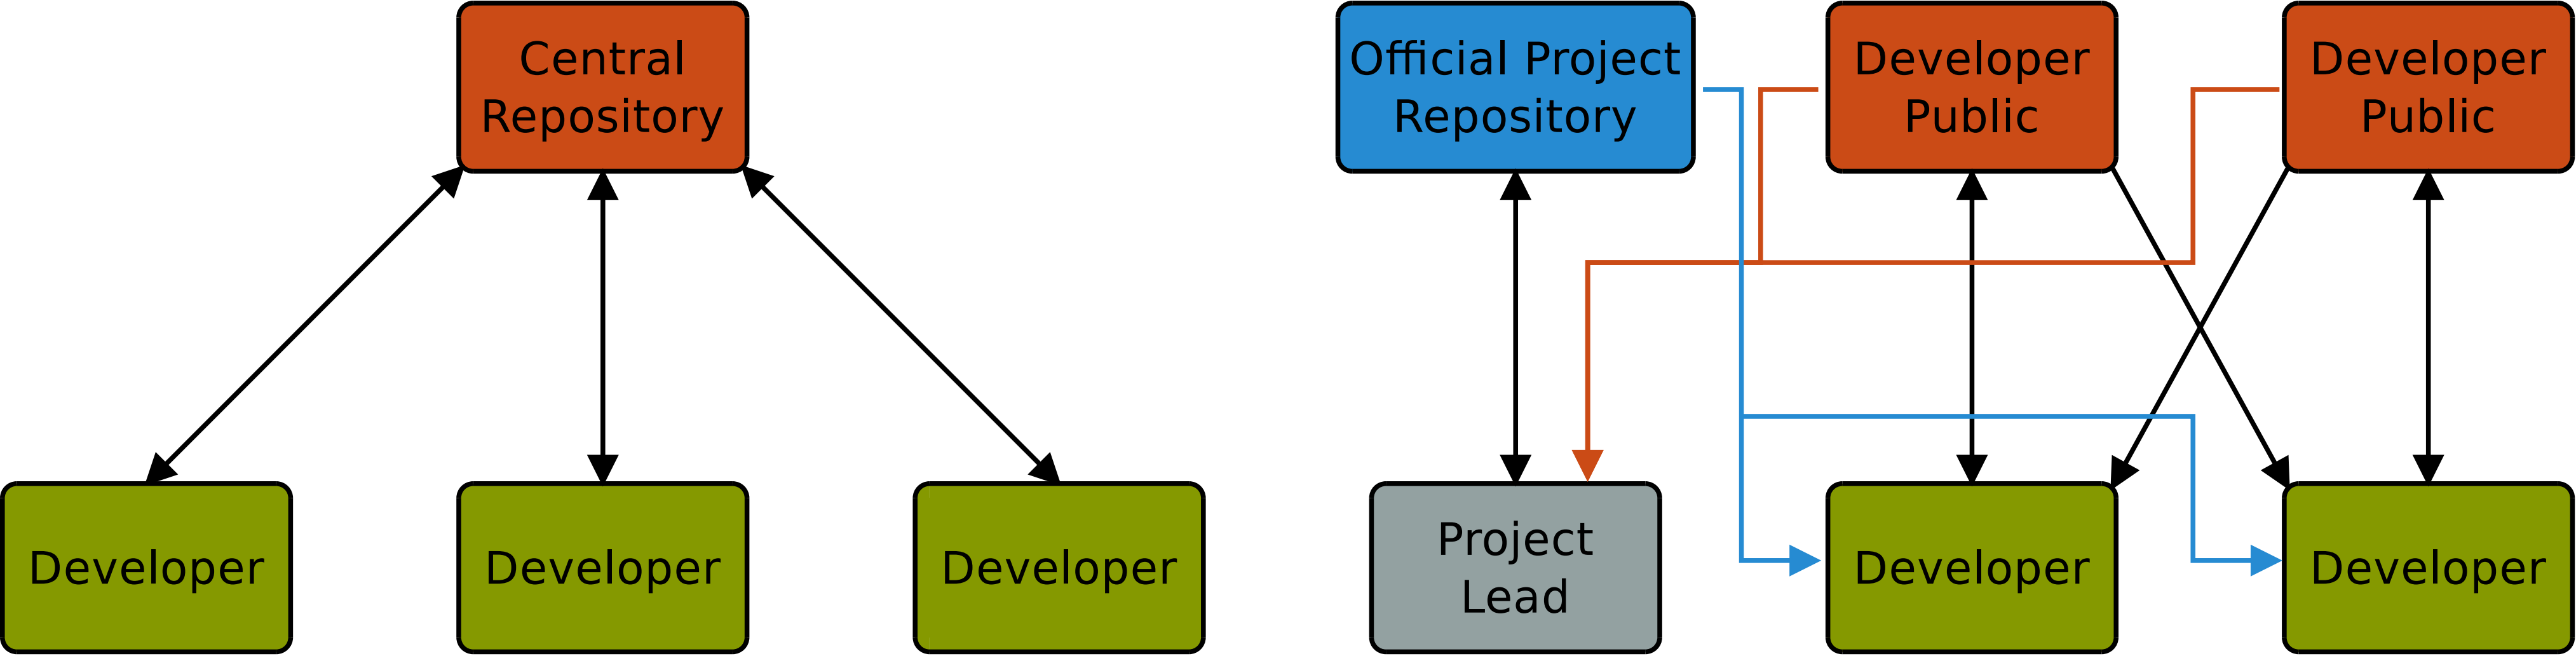 Central
Repository
Official Project
Repository
Developer
Public
Developer
Public
Developer
Developer
Developer
Project
Lead
Developer
Developer